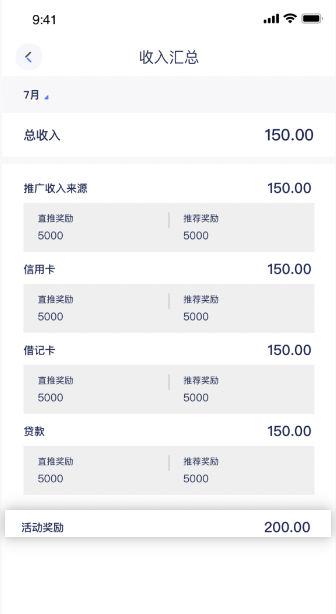 9:41
收入汇总
7月
总收入 150.00
推广收入来源 150.00
直推奖励 推荐奖励
5000 5000
信用卡 150.00
直推奖励 推荐奖励
5000 5000
借记卡 150.00
直推奖励 推荐奖励
5000 5000
贷款 150.00
直推奖励 推荐奖励
5000 5000
活动奖励 200.00